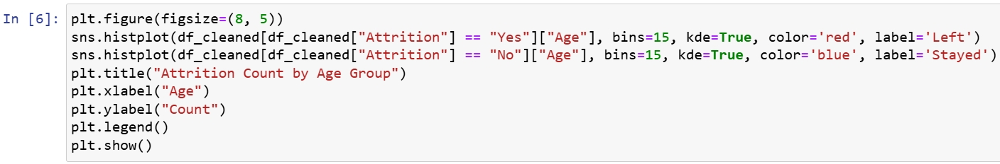 In [6]: plt.figure(figsize=(8, 5))
sns.histplot(df_cleaned[df_cleaned["Attrition"] == "Yes"]["Age"], bins=15, kde=True, color='red', label='Left')
sns.histplot(df_cleaned[df_cleaned["Attrition"] == "No"]["Age"], bins=15, kde=True, color='blue', label='Stayed')
plt.title("Attrition Count by Age Group")
plt.xlabel("Age")
plt.ylabel("Count")
plt.legend()
plt.show()